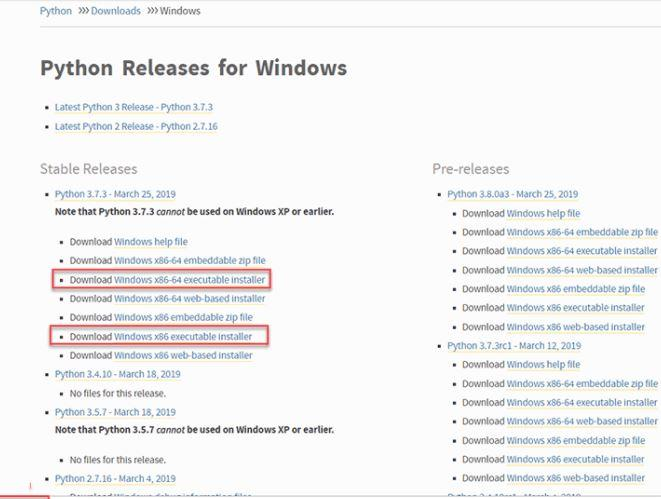 Python >>> Downloads >>> Windows
Python Releases for Windows
Latest Python 3 Release - Python 3.7.3
Latest Python 2 Release - Python 2.7.16
Stable Releases
Python 3.7.3 - March 25, 2019
Note that Python 3.7.3 cannot be used on Windows XP or earlier.
Download Windows help file
Download Windows x86-64 embeddable zip file
Download Windows x86-64 executable installer
Download Windows x86-64 web-based installer
Download Windows x86 embeddable zip file
Download Windows x86 executable installer
Download Windows x86 web-based installer
Python 3.4.10 - March 18, 2019
No files for this release.
Python 3.5.7 - March 18, 2019
Note that Python 3.5.7 cannot be used on Windows XP or earlier.
No files for this release.
Python 2.7.16 - March 4, 2019
Download Windows debug information files
Pre-releases
Python 3.8.0a3 - March 25, 2019
Download Windows help file
Download Windows x86-64 embeddable zip file
Download Windows x86-64 executable installer
Download Windows x86-64 web-based installer
Download Windows x86 embeddable zip file
Download Windows x86 executable installer
Download Windows x86 web-based installer
Python 3.7.3rc1 - March 12, 2019
Download Windows help file
Download Windows x86-64 embeddable zip file
Download Windows x86-64 executable installer
Download Windows x86-64 web-based installer
Download Windows x86 embeddable zip file
Download Windows x86 executable installer
Download Windows x86 web-based installer